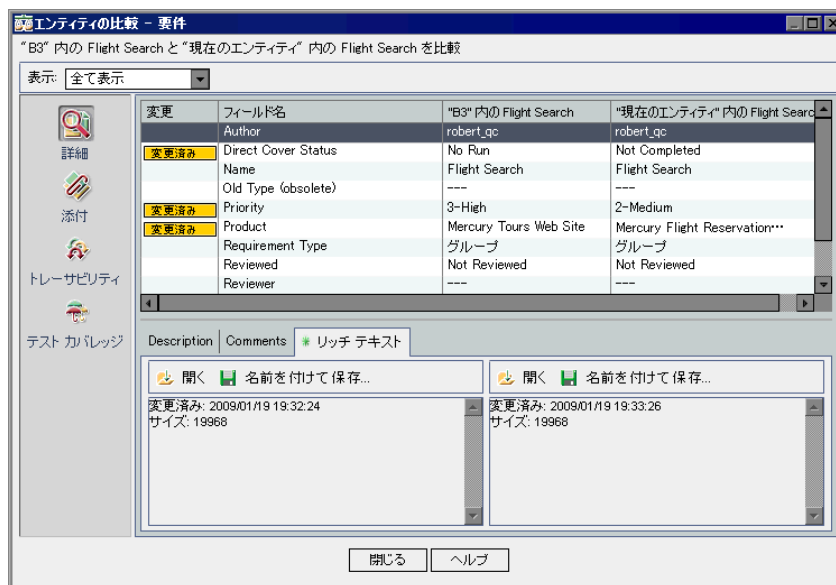 エンティティの比較 - 要件
"B3" 内の Flight Search と "現在のエンティティ" 内の Flight Search を比較
表示: 全て表示
詳細
添付
トレーサビリティ
テスト カバレッジ
変更 フィールド名 "B3" 内の Flight Search "現在のエンティティ" 内の Flight Searc
Author robert_qc robert_qc
変更済み Direct Cover Status No Run Not Completed
Name Flight Search Flight Search
Old Type (obsolete) --- ---
変更済み Priority 3-High 2-Medium
変更済み Product Mercury Tours Web Site Mercury Flight Reservation…
Requirement Type グループ グループ
Reviewed Not Reviewed Not Reviewed
Reviewer --- ---
Description Comments * リッチ テキスト
開く 名前を付けて保存... 開く 名前を付けて保存...
変更済み: 2009/01/19 19:32:24 変更済み: 2009/01/19 19:33:26
サイズ: 19968 サイズ: 19968
閉じる ヘルプ